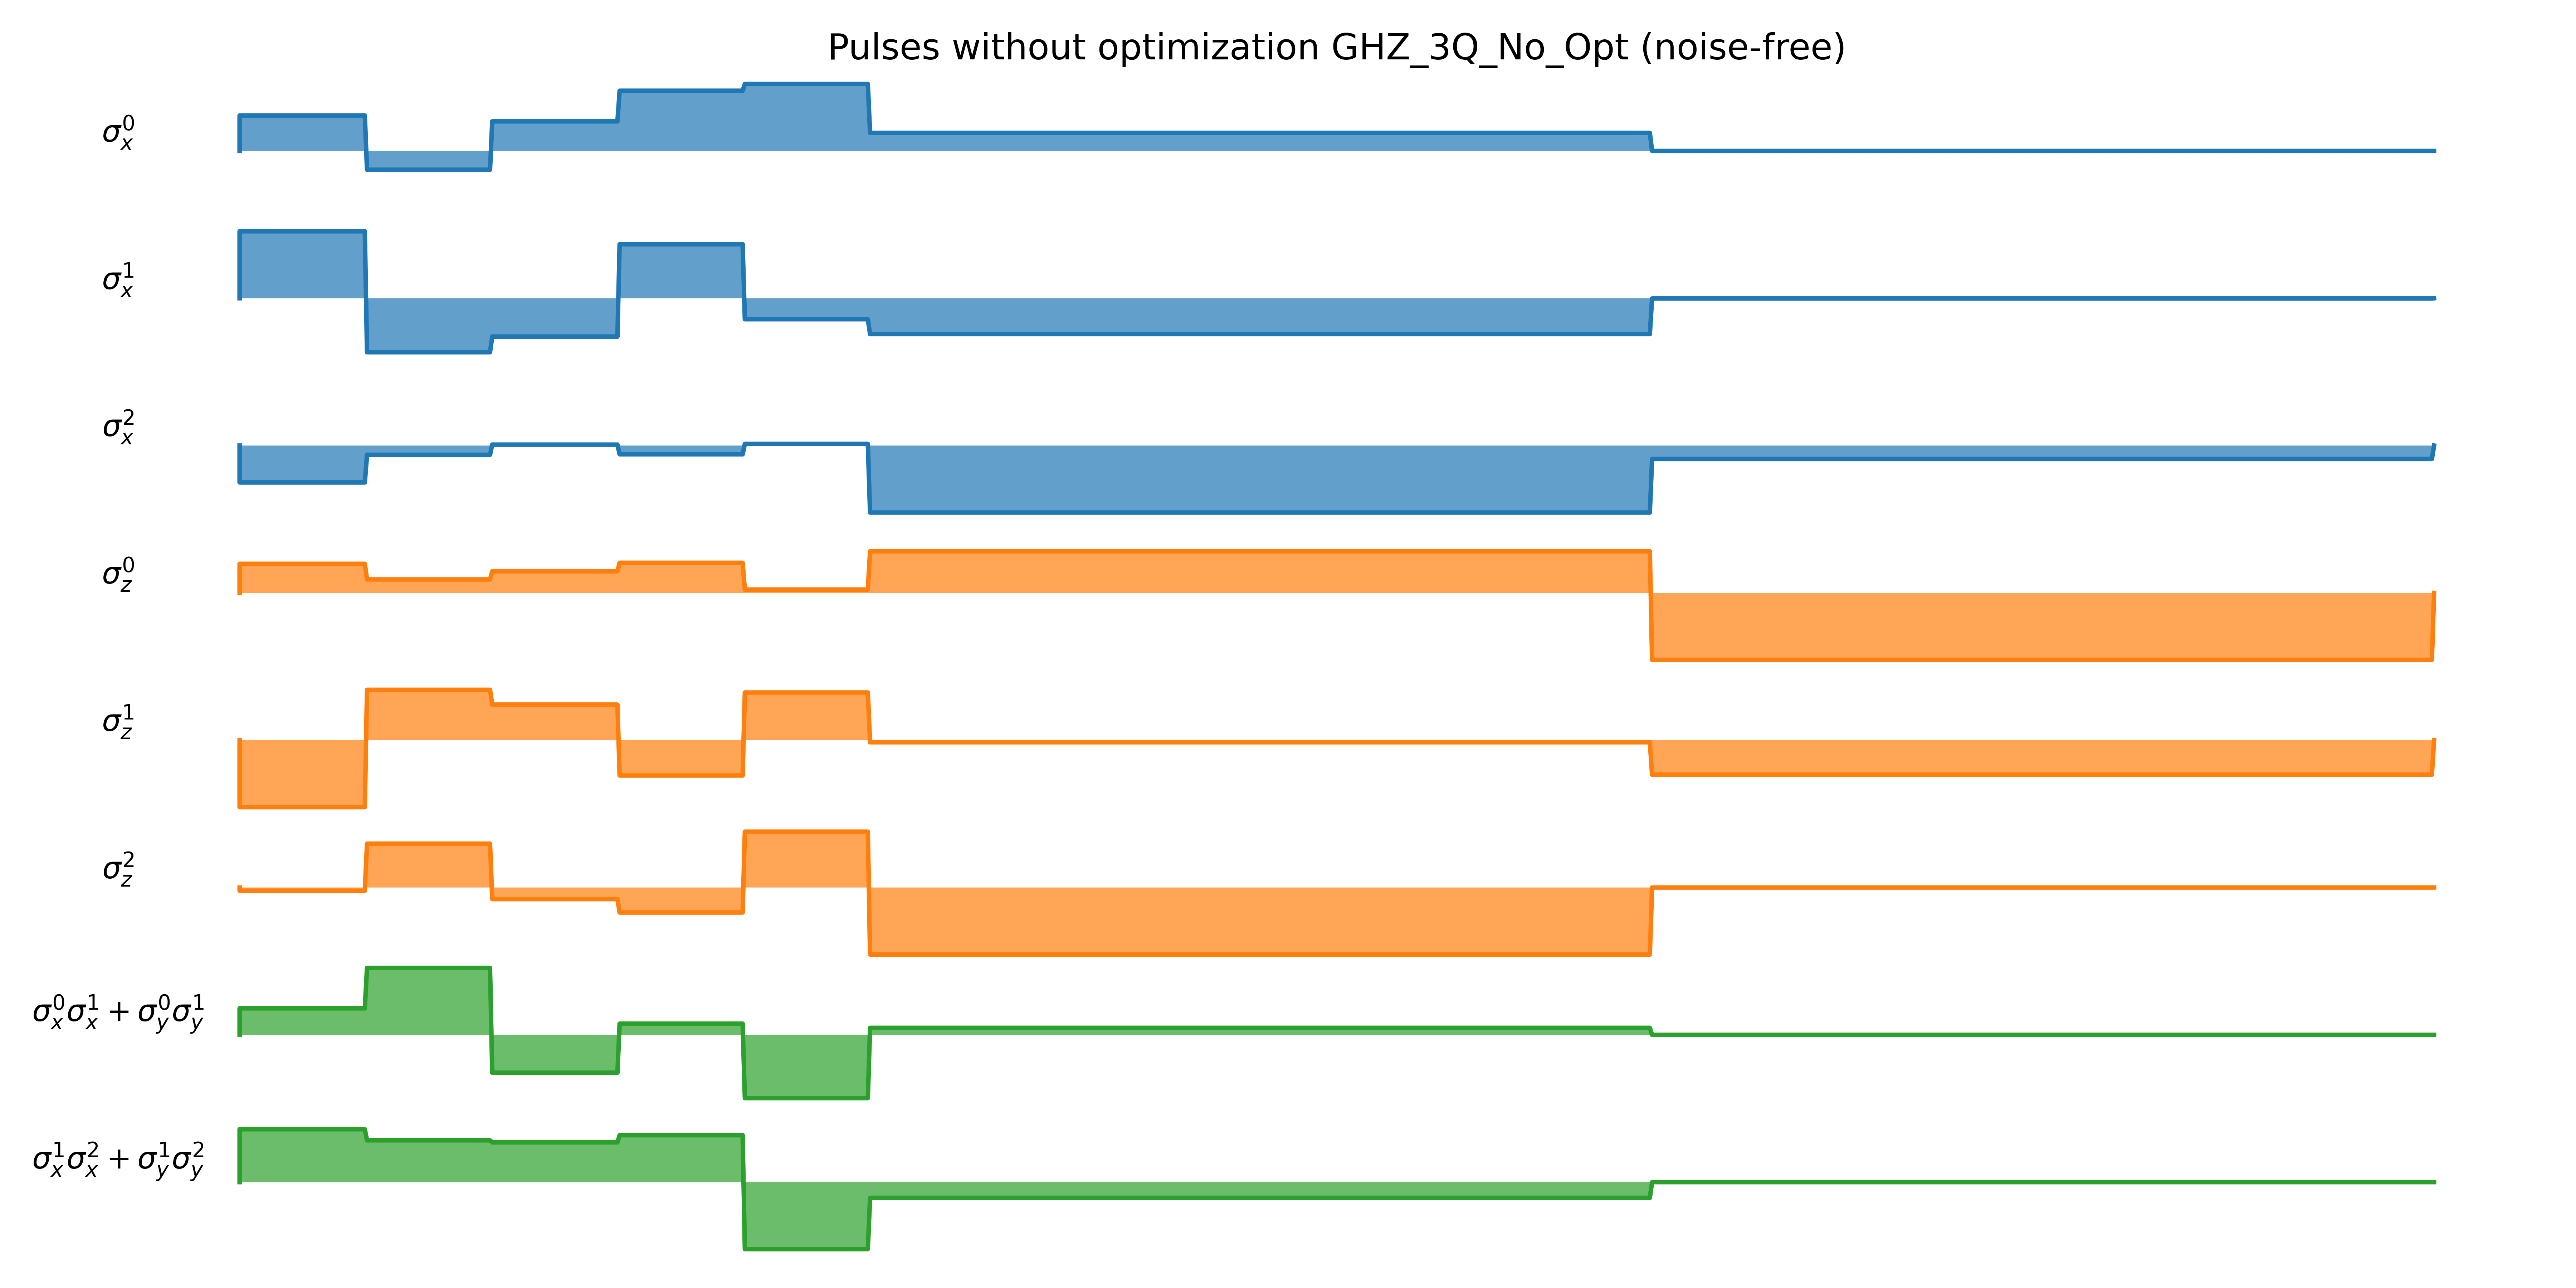 Pulses without optimization GHZ_3Q_No_Opt (noise-free)
σ_x^0
σ_x^1
σ_x^2
σ_z^0
σ_z^1
σ_z^2
σ_x^0σ_x^1 + σ_y^0σ_y^1
σ_x^1σ_x^2 + σ_y^1σ_y^2